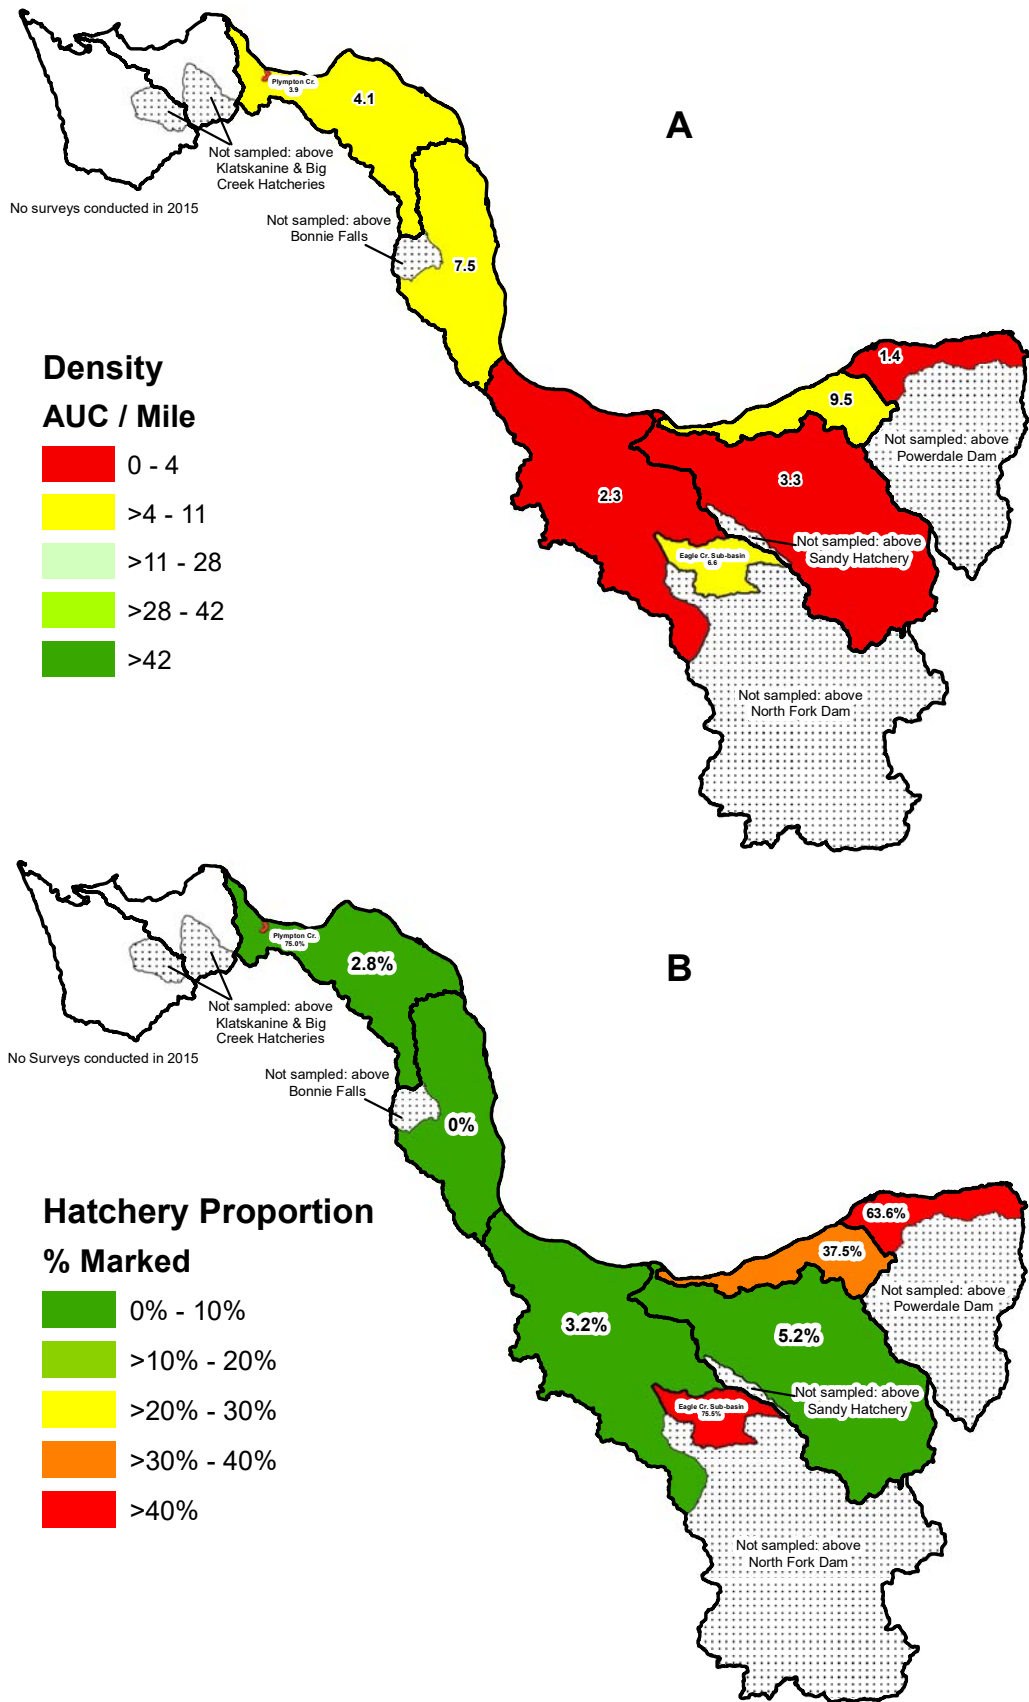 Plympton Cr.
3.9
4.1
A
Not sampled: above
Klatskanine & Big
Creek Hatcheries
No surveys conducted in 2015
Not sampled: above
Bonnie Falls
7.5
Density
AUC / Mile
0 - 4
>4 - 11
>11 - 28
>28 - 42
>42
1.4
9.5
Not sampled: above
Powerdale Dam
3.3
2.3
Not sampled: above
Sandy Hatchery
Eagle Cr. Sub-basin
6.6
Not sampled: above
North Fork Dam
Plympton Cr.
75.0%
2.8%
B
Not sampled: above
Klatskanine & Big
Creek Hatcheries
No Surveys conducted in 2015
Not sampled: above
Bonnie Falls
0%
Hatchery Proportion
% Marked
0% - 10%
>10% - 20%
>20% - 30%
>30% - 40%
>40%
63.6%
37.5%
Not sampled: above
Powerdale Dam
3.2%
5.2%
Not sampled: above
Sandy Hatchery
Eagle Cr. Sub-basin
75.5%
Not sampled: above
North Fork Dam